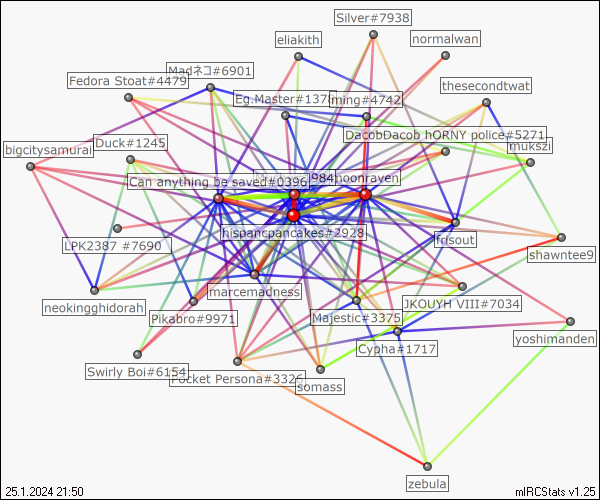 Silver#7938
eliakith
normalwan
Madネコ#6901
Fedora Stoat#4479
thesecondtwat
Eg.Master#137
ming#4742
DacobDacob hORNY police#5271
mukszi
Duck#1245
bigcitysamurai
Can anything be saved#0396
984
hoonrayen
hispancpancakes#2928
frisout
LPK2387 #7690
shawntee9
marcemadness
neokingghidorah
Pikabro#9971
Majestic#3375
JKOUYH VIII#7034
Cypha#1717
yoshimanden
Swirly Boi#6154
Pocket Persona#3326
somass
zebula
25.1.2024 21:50
mIRCStats v1.25